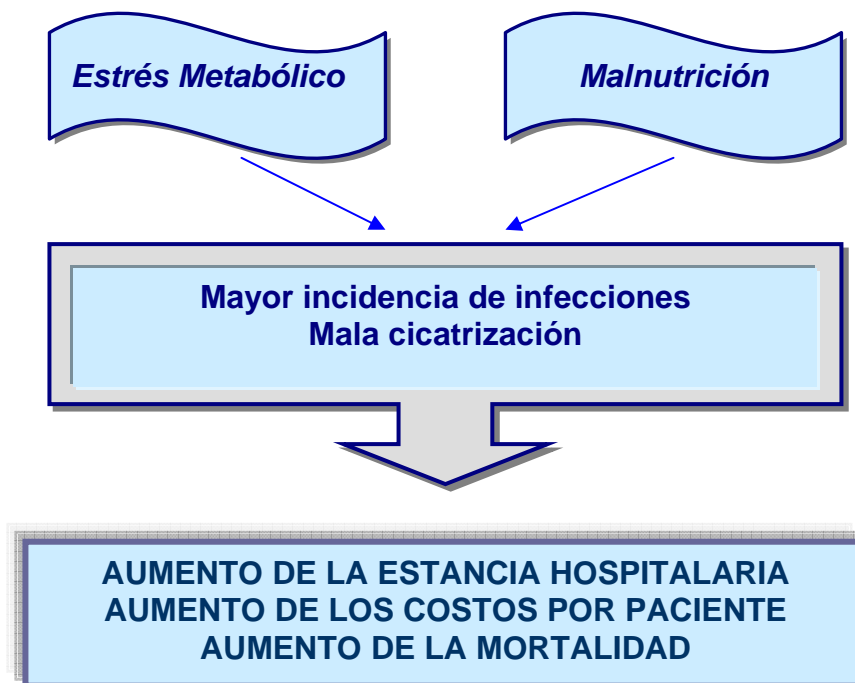 Estrés Metabólico
Malnutrición
Mayor incidencia de infecciones
Mala cicatrización
AUMENTO DE LA ESTANCIA HOSPITALARIA
AUMENTO DE LOS COSTOS POR PACIENTE
AUMENTO DE LA MORTALIDAD